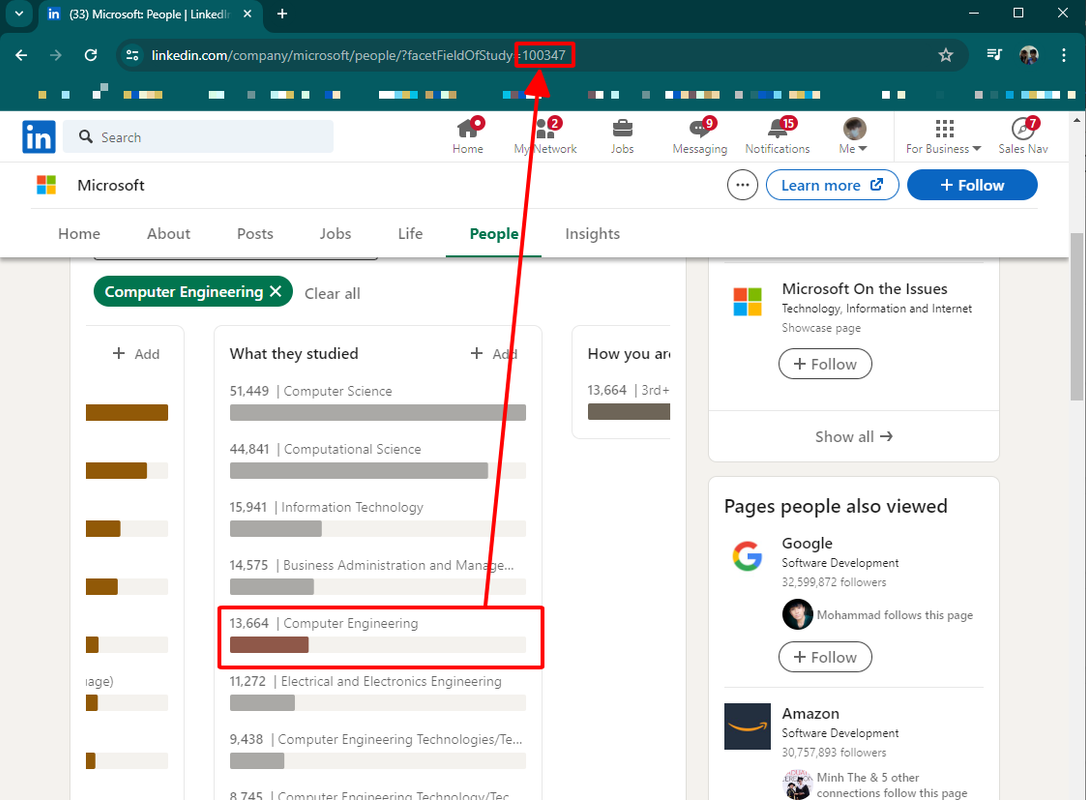 (33) Microsoft: People | LinkedIn
linkedin.com/company/microsoft/people/?facetFieldOfStudy=100347
in
Search
Home
My Network
2
Jobs
Messaging
9
Notifications
15
Me
For Business
Sales Nav
7
Microsoft
Learn more
+ Follow
Home
About
Posts
Jobs
Life
People
Insights
Computer Engineering
Clear all
+ Add
What they studied
+ Add
51,449 | Computer Science
44,841 | Computational Science
15,941 | Information Technology
14,575 | Business Administration and Manage...
13,664 | Computer Engineering
11,272 | Electrical and Electronics Engineering
9,438 | Computer Engineering Technologies/Te...
8,745 | Computer Engineering Technology/Tec
age)
How you are
13,664 | 3rd+
Microsoft On the Issues
Technology, Information and Internet
Showcase page
+ Follow
Show all →
Pages people also viewed
Google
Software Development
32,599,872 followers
Mohammad follows this page
+ Follow
Amazon
Software Development
30,757,893 followers
Minh The & 5 other
connections follow this page